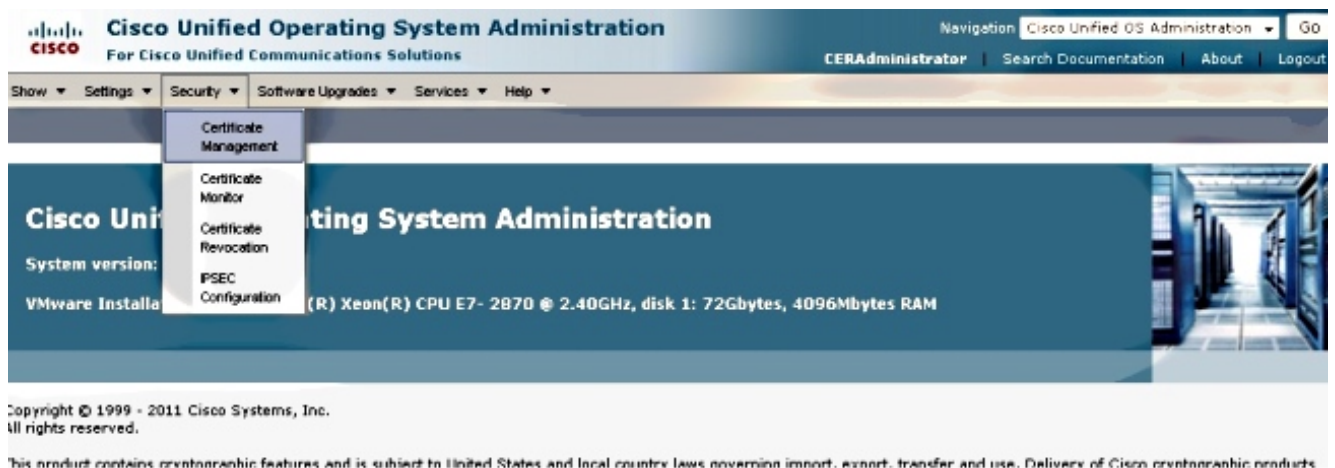 CISCO
Cisco Unified Operating System Administration
For Cisco Unified Communications Solutions
Navigation Cisco Unified OS Administration Go
CERAdministrator | Search Documentation | About | Logout
Show Settings Security Software Upgrades Services Help
Certificate
Management
Certificate
Monitor
Certificate
Revocation
IPSEC
Configuration
Cisco Uni ting System Administration
System version:
VMware Installa (R) Xeon(R) CPU E7- 2870 @ 2.40GHz, disk 1: 72Gbytes, 4096Mbytes RAM
Copyright © 1999 - 2011 Cisco Systems, Inc.
All rights reserved.
This product contains cryptographic features and is subject to United States and local country laws governing import, export, transfer and use. Delivery of Cisco cryptographic products